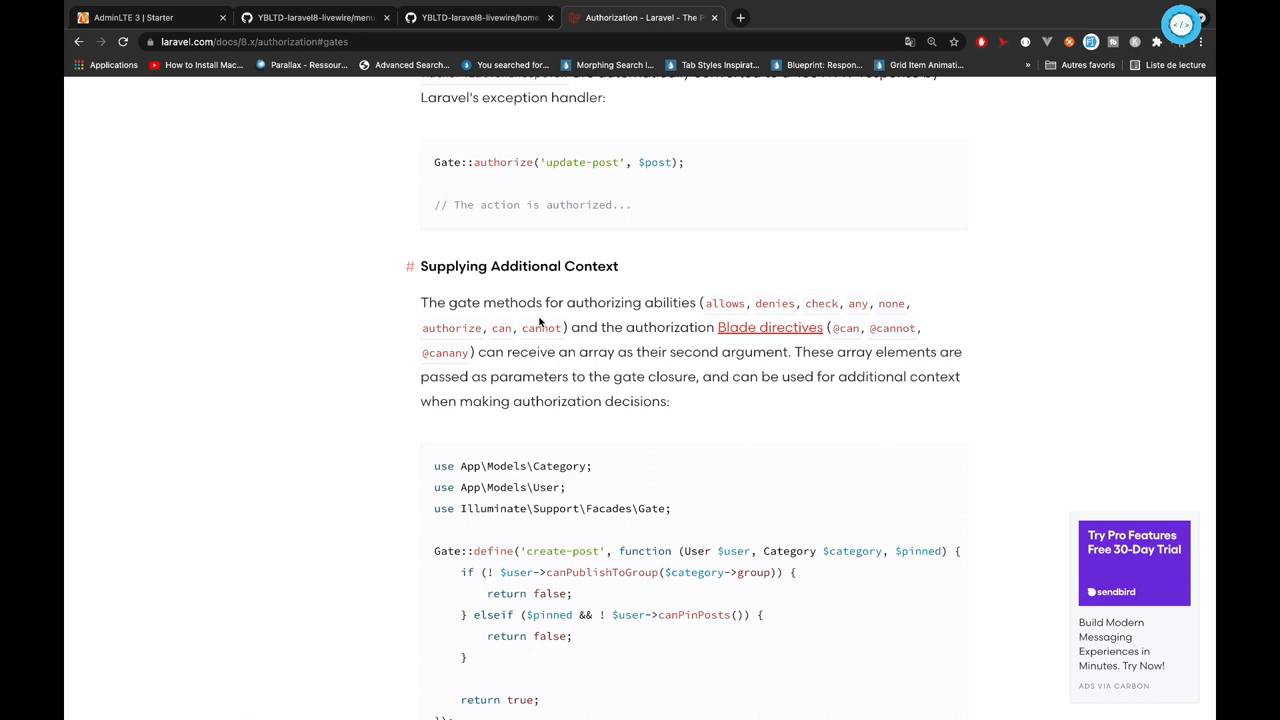 AdminLTE 3 | Starter
YBLTD-laravel8-livewire/menu.
YBLTD-laravel8-livewire/home.
Authorization - Laravel - The P
</>
laravel.com/docs/8.x/authorization#gates
Applications
How to Install Mac...
Parallax - Ressour...
Advanced Search...
You searched for...
Morphing Search I...
Tab Styles Inspirat...
Blueprint: Respon...
Grid Item Animati...
»
Autres favoris
Liste de lecture
Laravel's exception handler:
Gate::authorize('update-post', $post);
// The action is authorized...
# Supplying Additional Context
The gate methods for authorizing abilities (allows, denies, check, any, none,
authorize, can, cannot) and the authorization Blade directives (@can, @cannot,
@canany) can receive an array as their second argument. These array elements are
passed as parameters to the gate closure, and can be used for additional context
when making authorization decisions:
use App\Models\Category;
use App\Models\User;
use Illuminate\Support\Facades\Gate;
Gate::define('create-post', function (User $user, Category $category, $pinned) {
if (! $user->canPublishToGroup($category->group)) {
return false;
} elseif ($pinned && ! $user->canPinPosts()) {
return false;
}
return true;
});
Try Pro Features
Free 30-Day Trial
sendbird
Build Modern
Messaging
Experiences in
Minutes. Try Now!
ADS VIA CARBON